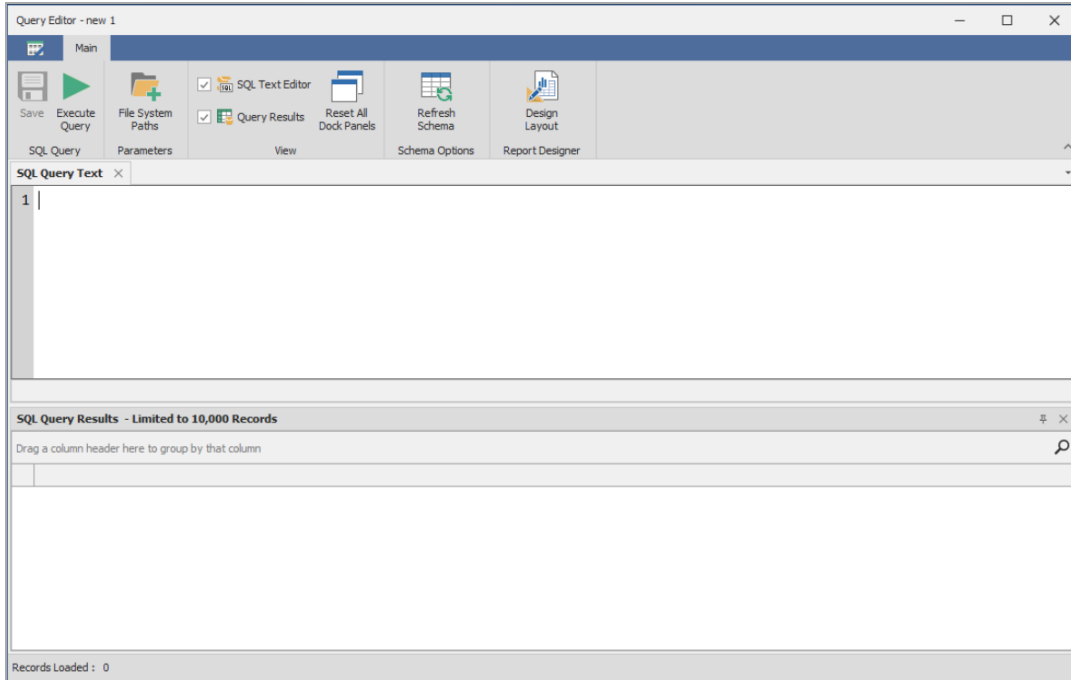 Query Editor - new 1
Main
Save
Execute
Query
File System
Paths
SQL Text Editor
Query Results
Reset All
Dock Panels
Refresh
Schema
Design
Layout
SQL Query
Parameters
View
Schema Options
Report Designer
SQL Query Text
1
SQL Query Results - Limited to 10,000 Records
Drag a column header here to group by that column
Records Loaded : 0